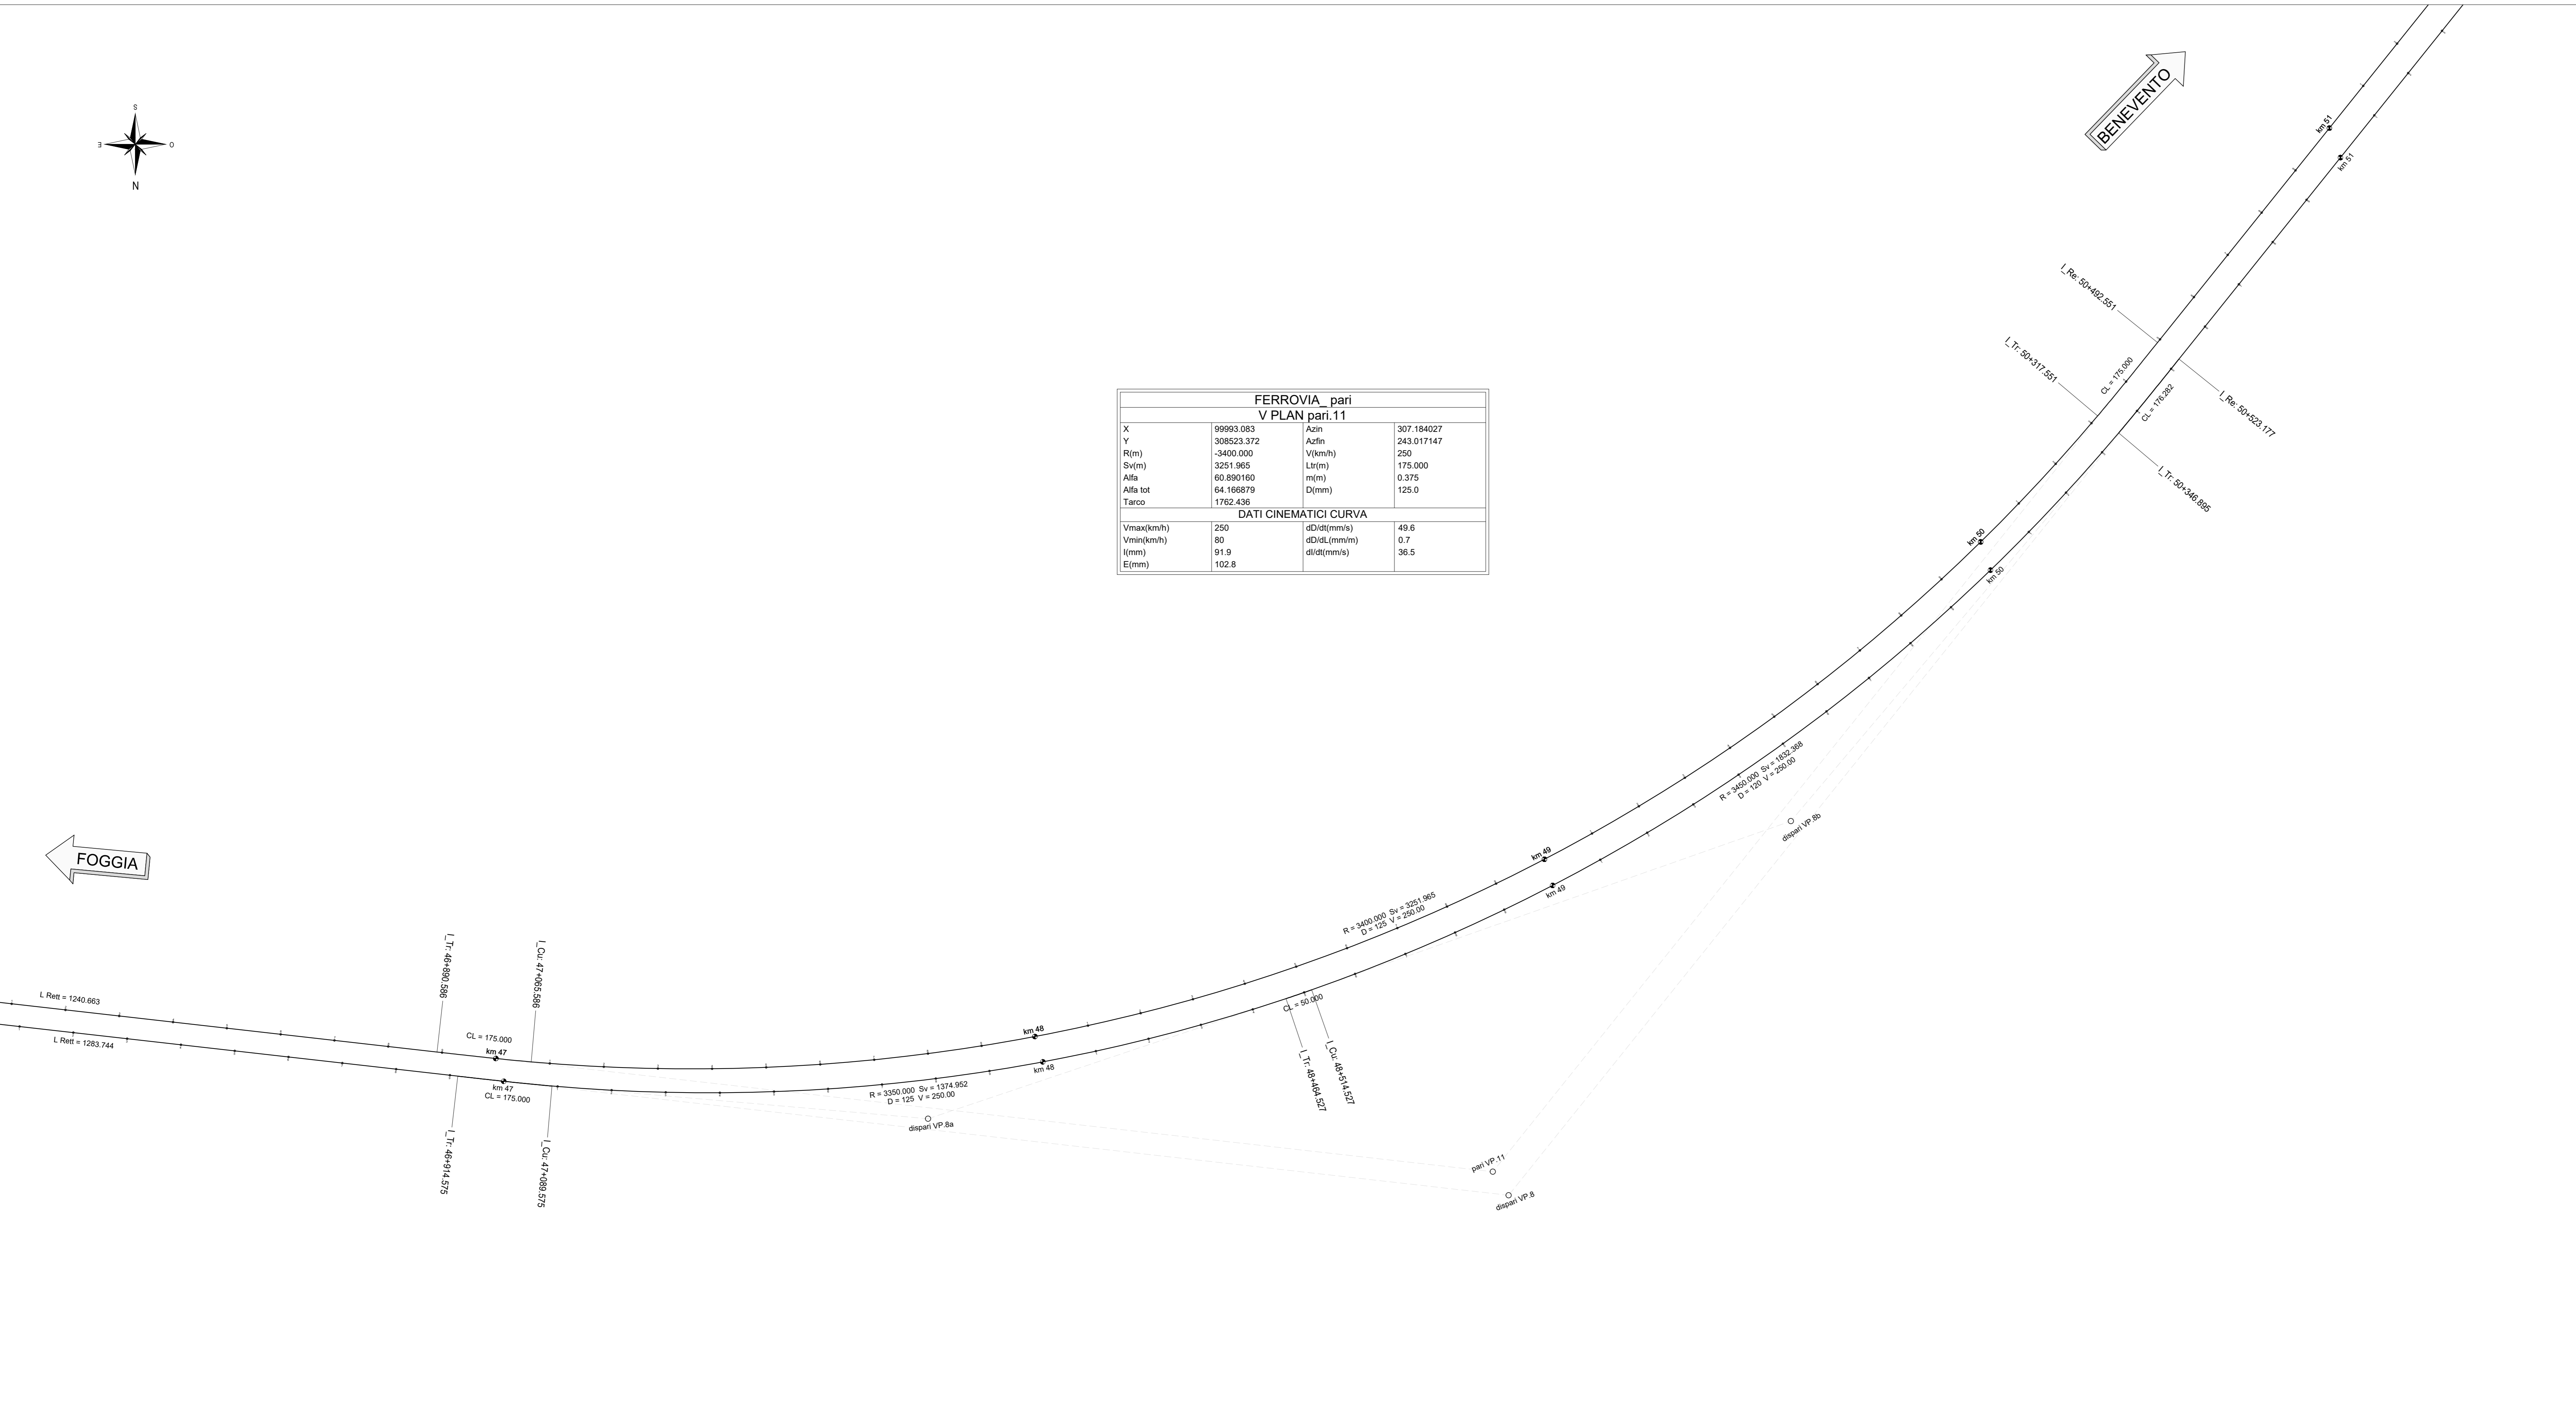 BENEVENTO
km 51
km 51
S
E
O
N
I_Re: 50+492.551
I_Tr: 50+317.551
CL = 175.000
CL = 176.282
I_Re: 50+523.177
I_Tr: 50+346.895
FERROVIA_ pari
V PLAN pari.11
X 99993.083 Azin 307.184027
Y 308523.372 Azfin 243.017147
R(m) -3400.000 V(km/h) 250
Sv(m) 3251.965 Ltr(m) 175.000
Alfa 60.890160 m(m) 0.375
Alfa tot 64.166879 D(mm) 125.0
Tarco 1762.436
DATI CINEMATICI CURVA
Vmax(km/h) 250 dD/dt(mm/s) 49.6
Vmin(km/h) 80 dD/dL(mm/m) 0.7
I(mm) 91.9 dI/dt(mm/s) 36.5
E(mm) 102.8
km 50
km 50
R = 3450.000 Sv = 1832.368
D = 120 V = 250.00
dispari VP.8b
FOGGIA
km 49
km 49
R = 3400.000 Sv = 3251.965
D = 125 V = 250.00
I_Tr: 46+890.586
I_Cu: 47+065.586
L Rett = 1240.663
L Rett = 1283.744
CL = 175.000
km 47
km 47
CL = 175.000
km 48
km 48
CL = 50.000
I_Tr: 48+464.527
I_Cu: 48+514.527
R = 3350.000 Sv = 1374.952
D = 125 V = 250.00
dispari VP.8a
I_Tr: 46+914.575
I_Cu: 47+089.575
pari VP.11
dispari VP.8